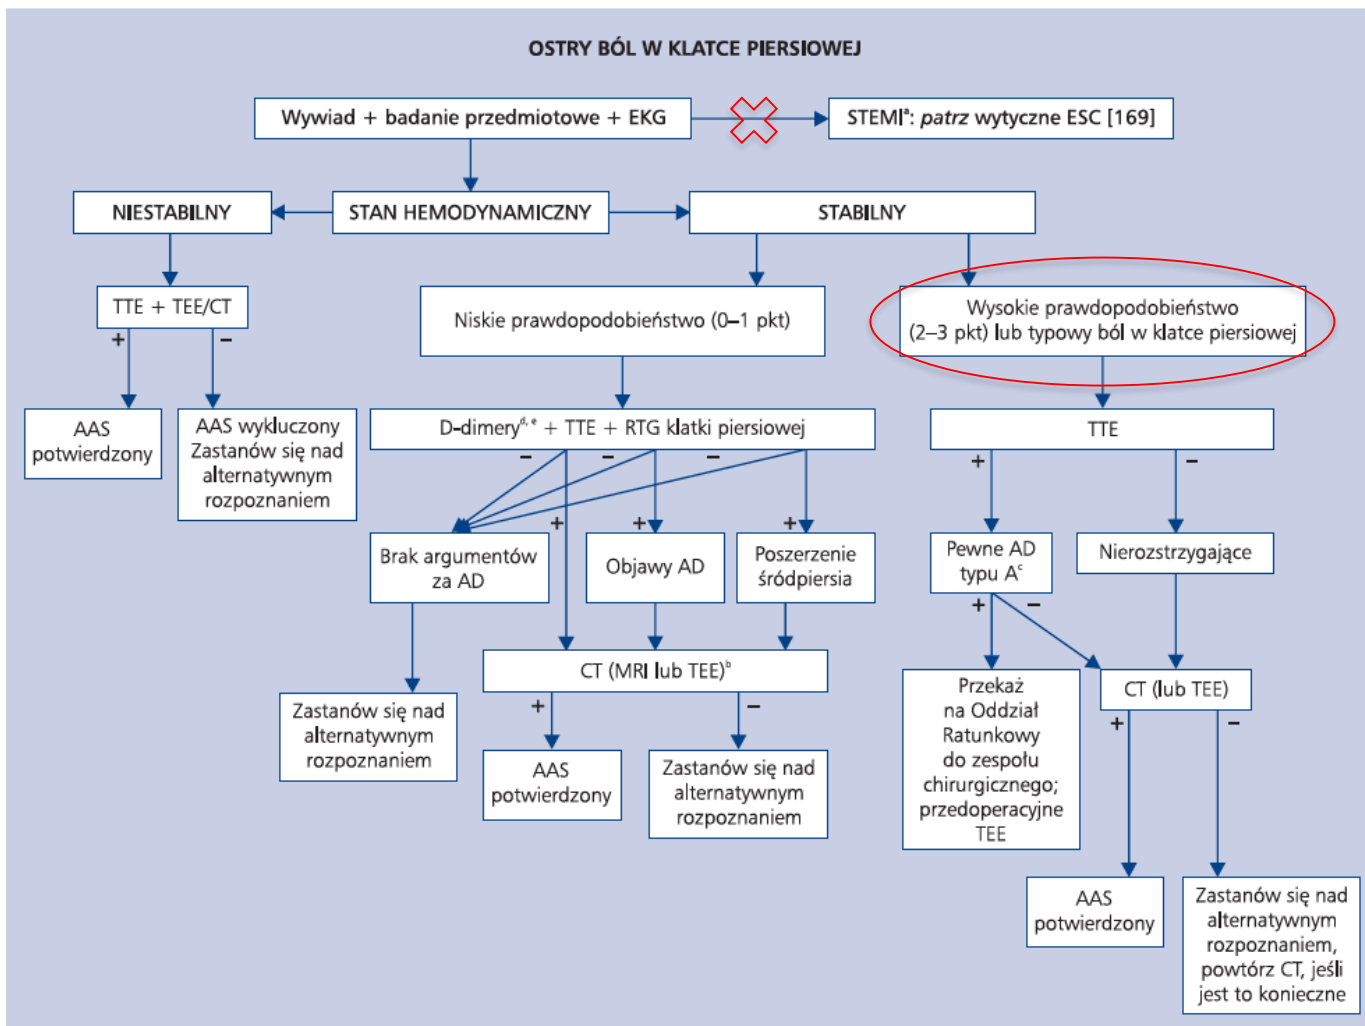 OSTRY BÓL W KLATCE PIERSIOWEJ
Wywiad + badanie przedmiotowe + EKG
STEMIᵃ: patrz wytyczne ESC [169]
NIESTABILNY
STAN HEMODYNAMICZNY
STABILNY
TTE + TEE/CT
Niskie prawdopodobieństwo (0–1 pkt)
Wysokie prawdopodobieństwo
(2–3 pkt) lub typowy ból w klatce piersiowej
+
–
AAS
potwierdzony
AAS wykluczony
Zastanów się nad
alternatywnym
rozpoznaniem
D-dimeryᵈ, ᵉ + TTE + RTG klatki piersiowej
TTE
–
–
–
+
–
+
+
+
Brak argumentów
za AD
Objawy AD
Poszerzenie
śródpiersia
Pewne AD
typu Aᶜ
Nierozstrzygające
+
–
CT (MRI lub TEE)ᵇ
Zastanów się nad
alternatywnym
rozpoznaniem
+
–
AAS
potwierdzony
Zastanów się nad
alternatywnym
rozpoznaniem
Przekaż
na Oddział
Ratunkowy
do zespołu
chirurgicznego;
przedoperacyjne
TEE
CT (lub TEE)
+
–
AAS
potwierdzony
Zastanów się nad
alternatywnym
rozpoznaniem,
powtórz CT, jeśli
jest to konieczne